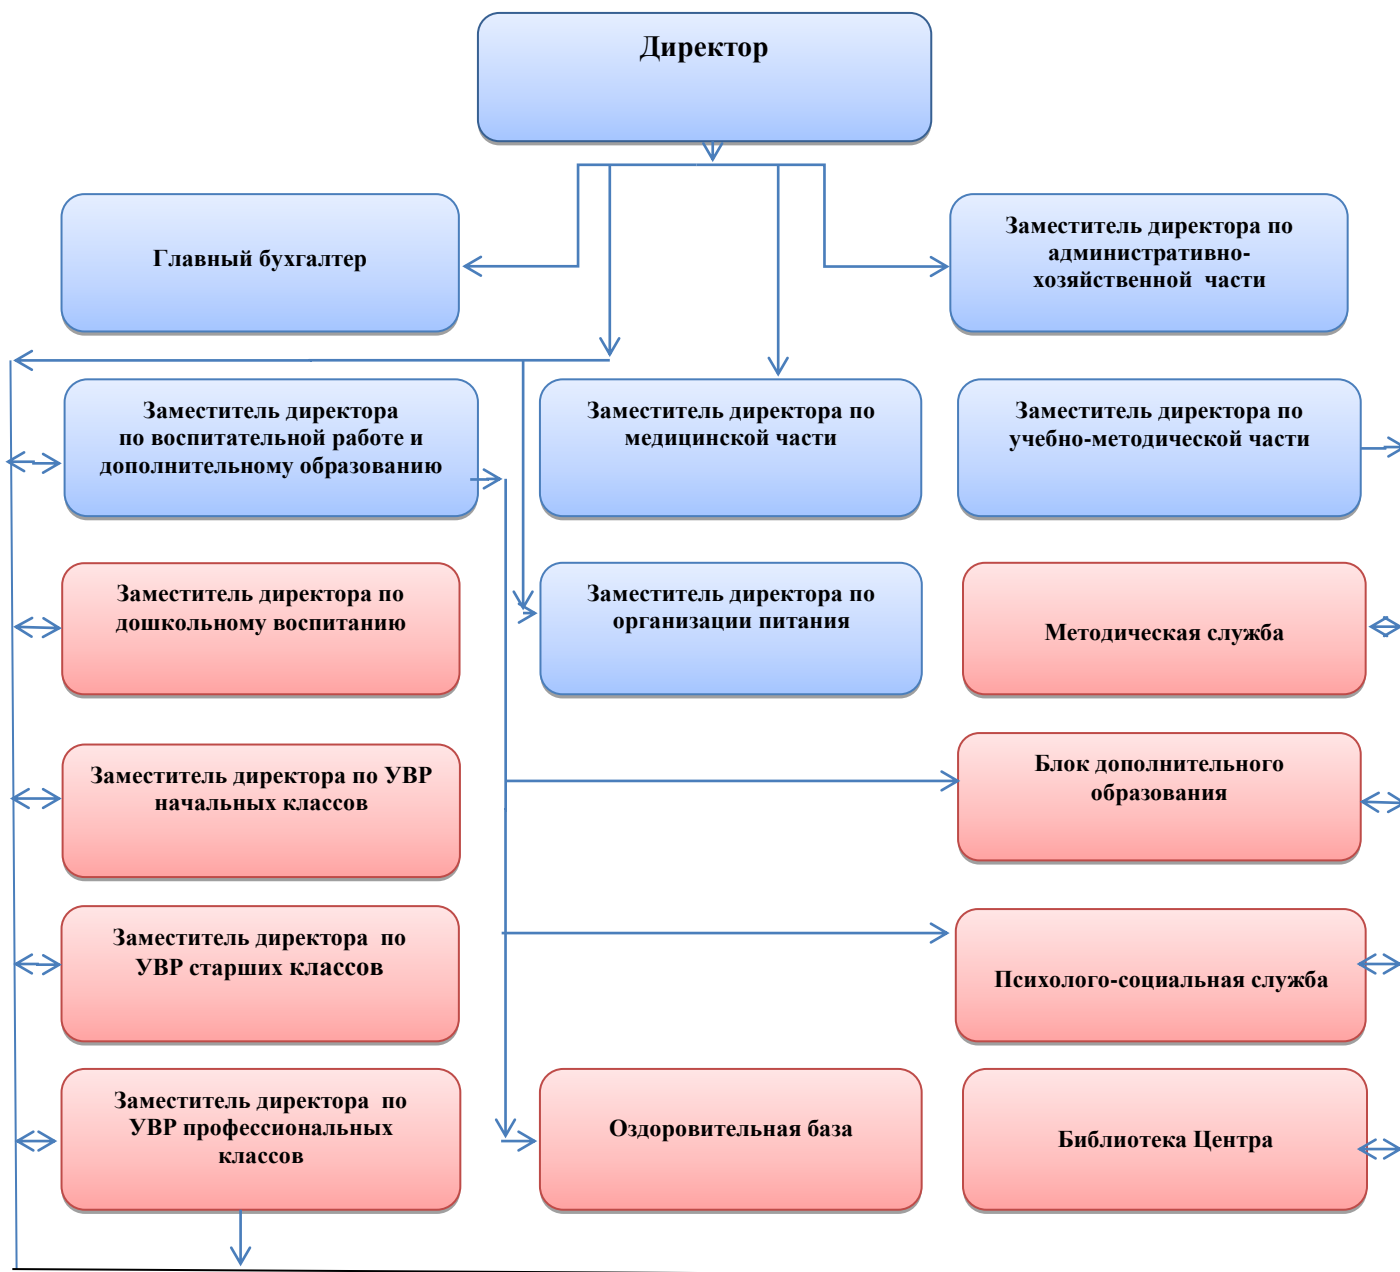 Директор
Главный бухгалтер
Заместитель директора по
административно-
хозяйственной части
Заместитель директора
по воспитательной работе и
дополнительному образованию
Заместитель директора по
медицинской части
Заместитель директора по
учебно-методической части
Заместитель директора по
дошкольному воспитанию
Заместитель директора по
организации питания
Методическая служба
Заместитель директора по УВР
начальных классов
Блок дополнительного
образования
Заместитель директора по
УВР старших классов
Психолого-социальная служба
Заместитель директора по
УВР профессиональных
классов
Оздоровительная база
Библиотека Центра